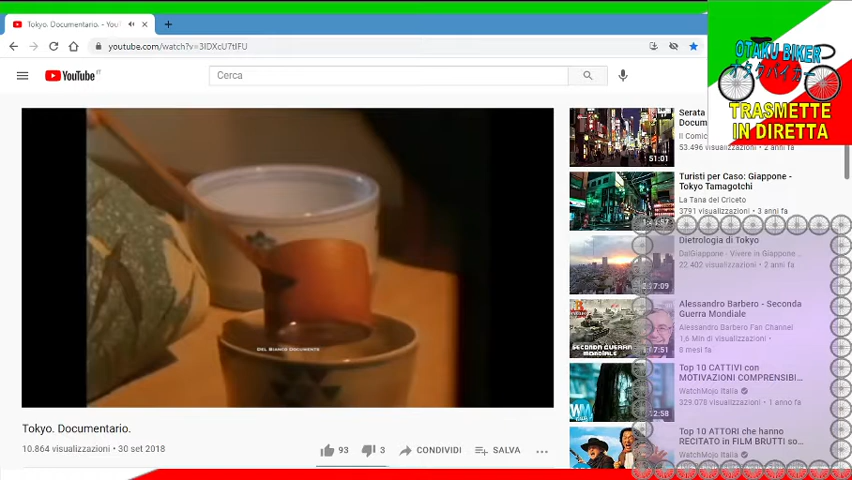 Tokyo. Documentario. - You
youtube.com/watch?v=3IDXcU7tIFU
YouTube IT
Cerca
OTAKU BIKER
オタクバイカー
TRASMETTE
IN DIRETTA
DEL BIANCO DOCUMENTS
Tokyo. Documentario.
10.864 visualizzazioni • 30 set 2018
93
3
CONDIVIDI
SALVA
...
51:01
Serata
Docum
Il Comic
53.496 visualizzazioni • 2 anni fa
Turisti per Caso: Giappone -
Tokyo Tamagotchi
La Tana del Criceto
3791 visualizzazioni • 3 anni fa
Dietrologia di Tokyo
DalGiappone - Vivere in Giappone ...
22.402 visualizzazioni • 2 anni fa
2:17:09
Alessandro Barbero - Seconda
Guerra Mondiale
Alessandro Barbero Fan Channel
1,6 Mln di visualizzazioni •
8 mesi fa
SECONDA GUERRA
MONDIALE
1:07:51
Top 10 CATTIVI con
MOTIVAZIONI COMPRENSIBI...
WatchMojo Italia
329.078 visualizzazioni • 1 anno fa
12:58
Top 10 ATTORI che hanno
RECITATO in FILM BRUTTI so...
WatchMojo Italia